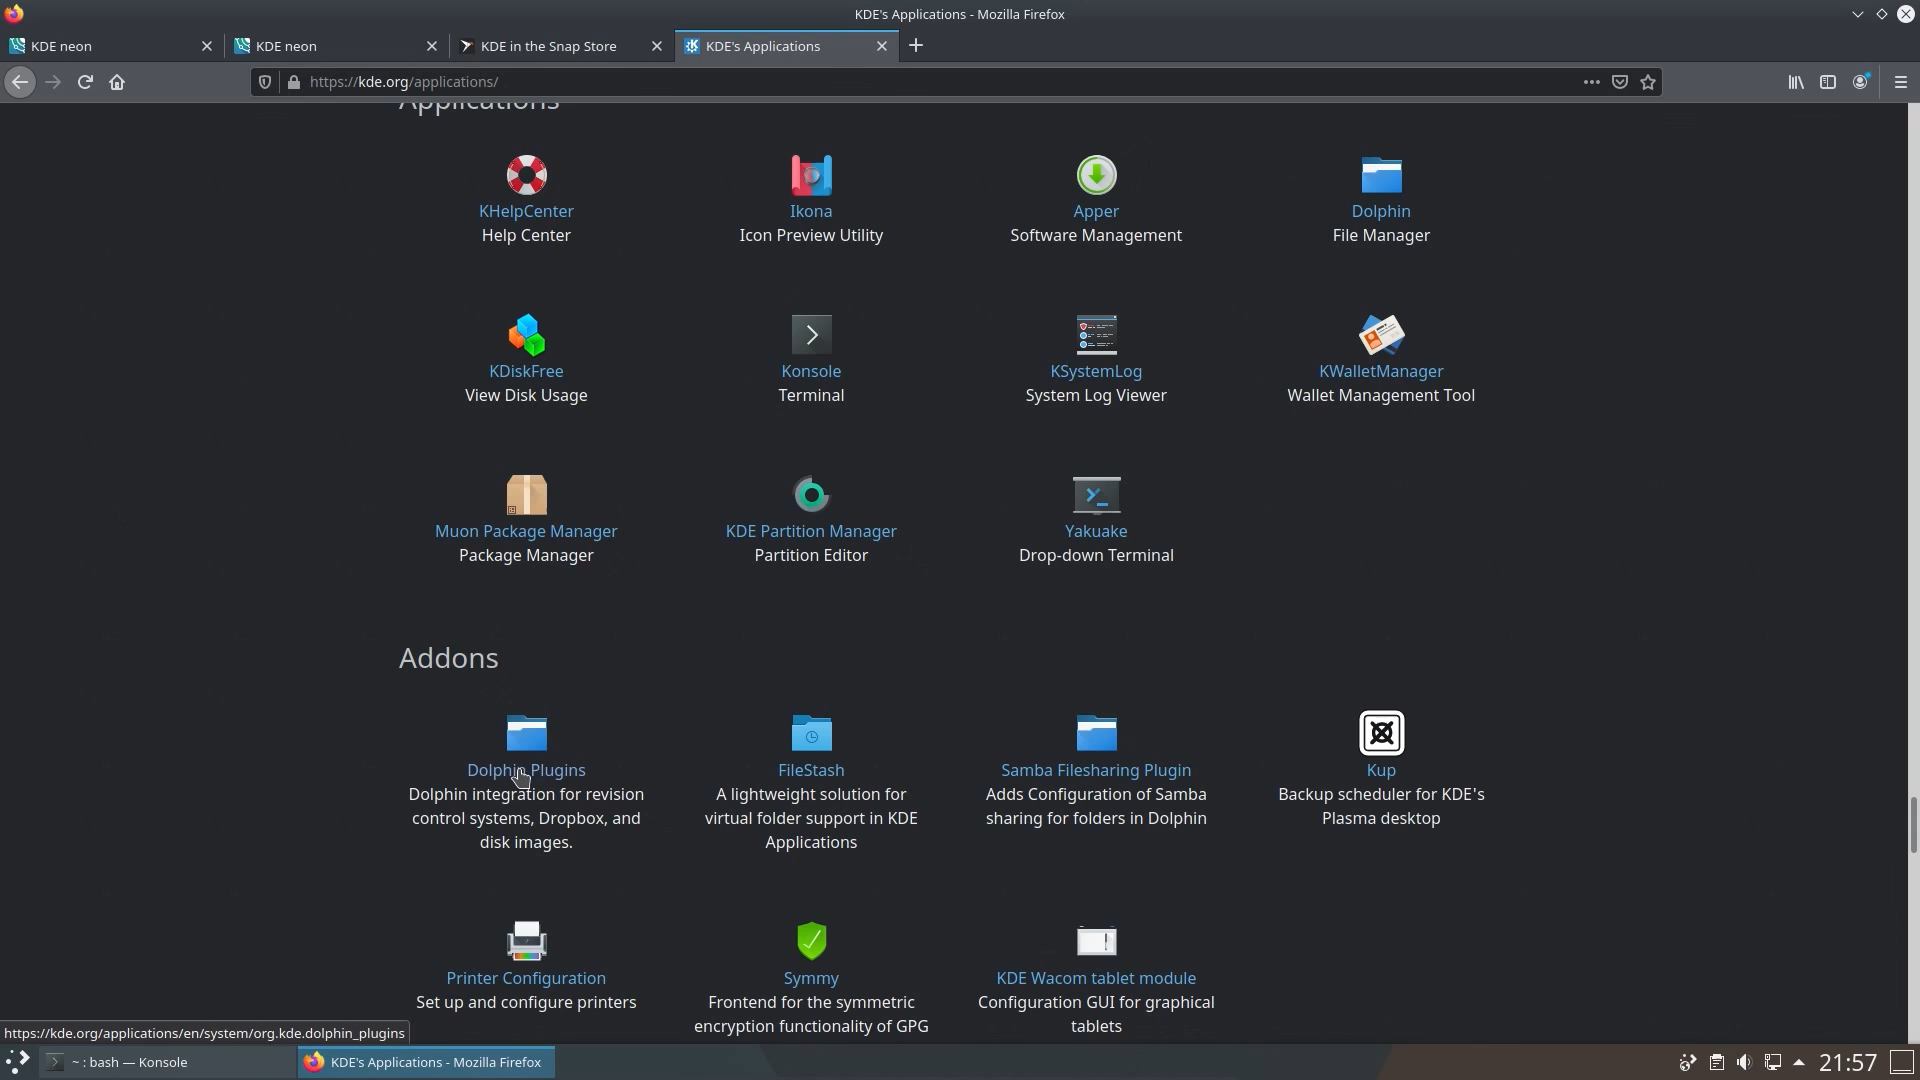 KDE's Applications - Mozilla Firefox
KDE neon
KDE neon
KDE in the Snap Store
KDE's Applications
https://kde.org/applications/
Applications
KHelpCenter
Help Center
Ikona
Icon Preview Utility
Apper
Software Management
Dolphin
File Manager
KDiskFree
View Disk Usage
Konsole
Terminal
KSystemLog
System Log Viewer
KWalletManager
Wallet Management Tool
Muon Package Manager
Package Manager
KDE Partition Manager
Partition Editor
Yakuake
Drop-down Terminal
Addons
Dolphin Plugins
Dolphin integration for revision
control systems, Dropbox, and
disk images.
FileStash
A lightweight solution for
virtual folder support in KDE
Applications
Samba Filesharing Plugin
Adds Configuration of Samba
sharing for folders in Dolphin
Kup
Backup scheduler for KDE's
Plasma desktop
Printer Configuration
Set up and configure printers
Symmy
Frontend for the symmetric
encryption functionality of GPG
KDE Wacom tablet module
Configuration GUI for graphical
tablets
https://kde.org/applications/en/system/org.kde.dolphin_plugins
~ : bash — Konsole
KDE's Applications - Mozilla Firefox
21:57